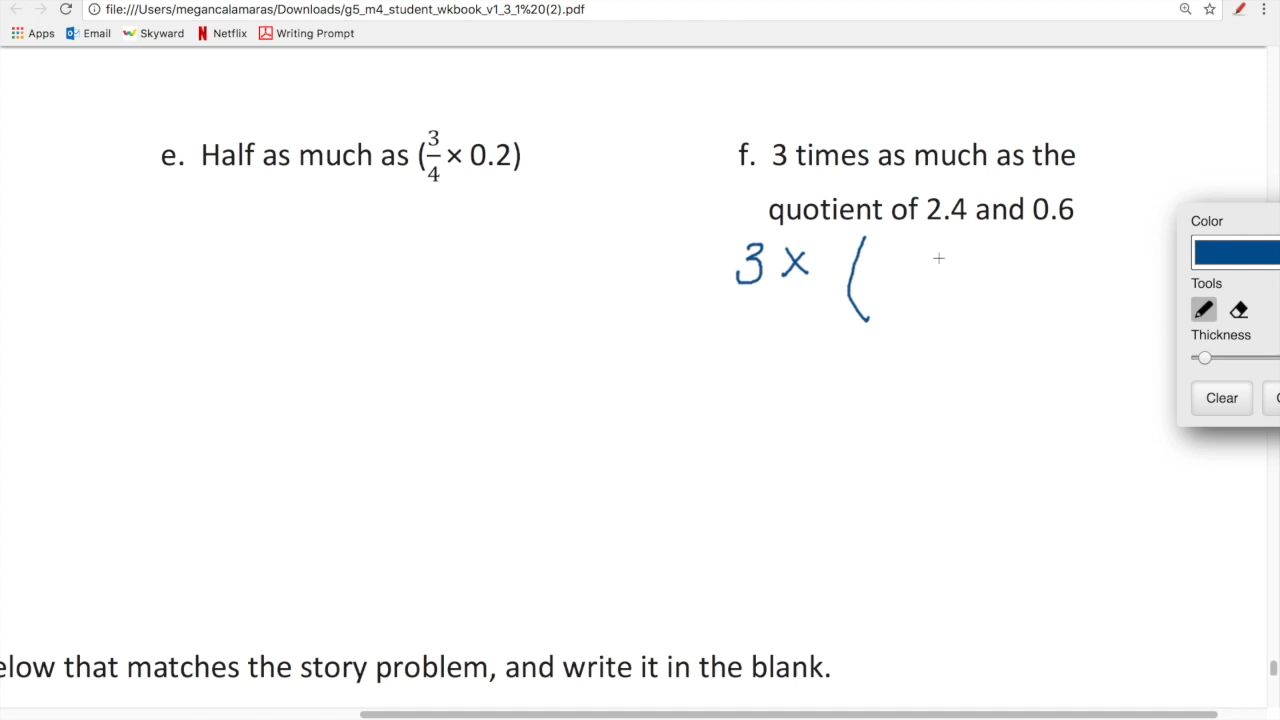 file:///Users/megancalamaras/Downloads/g5_m4_student_wkbook_v1_3_1%20(2).pdf
Apps Email Skyward Netflix Writing Prompt
e. Half as much as (3/4 × 0.2)
f. 3 times as much as the
quotient of 2.4 and 0.6
3 × (
Color
Tools
Thickness
Clear
elow that matches the story problem, and write it in the blank.